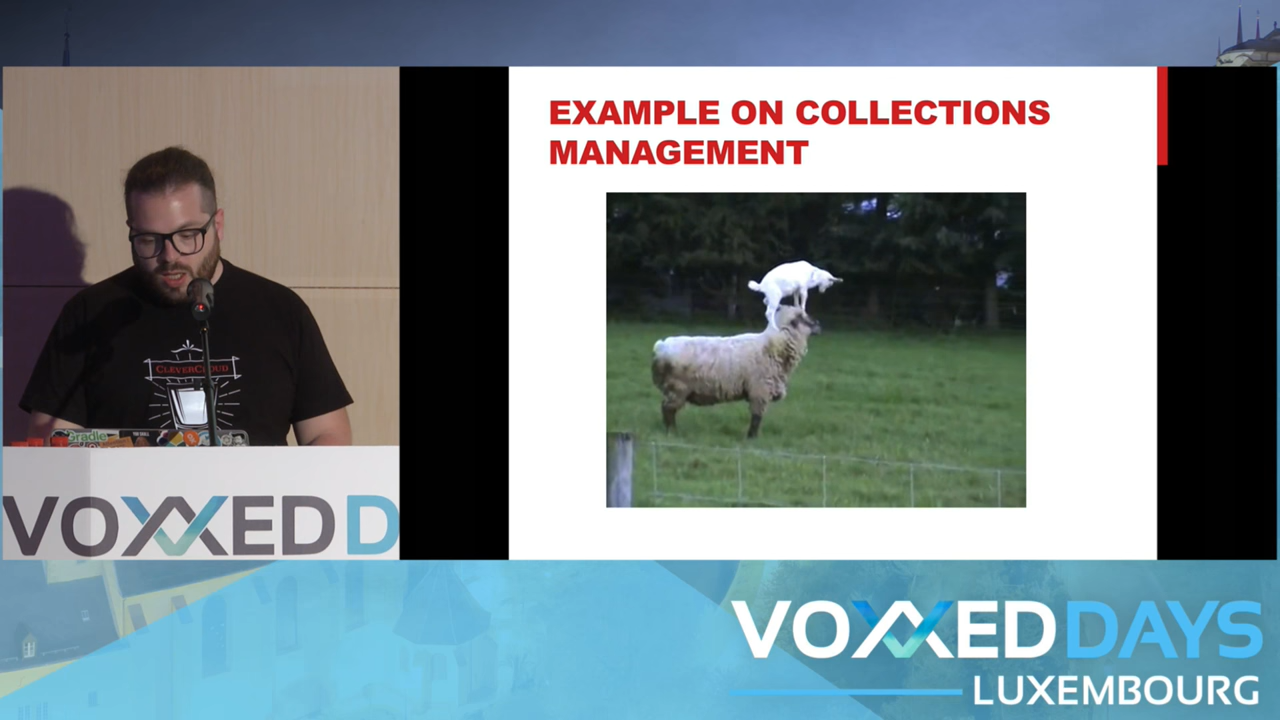 EXAMPLE ON COLLECTIONS
MANAGEMENT
CLEVERCLOUD
Gradle
VOXXED D
VOXXED DAYS
LUXEMBOURG